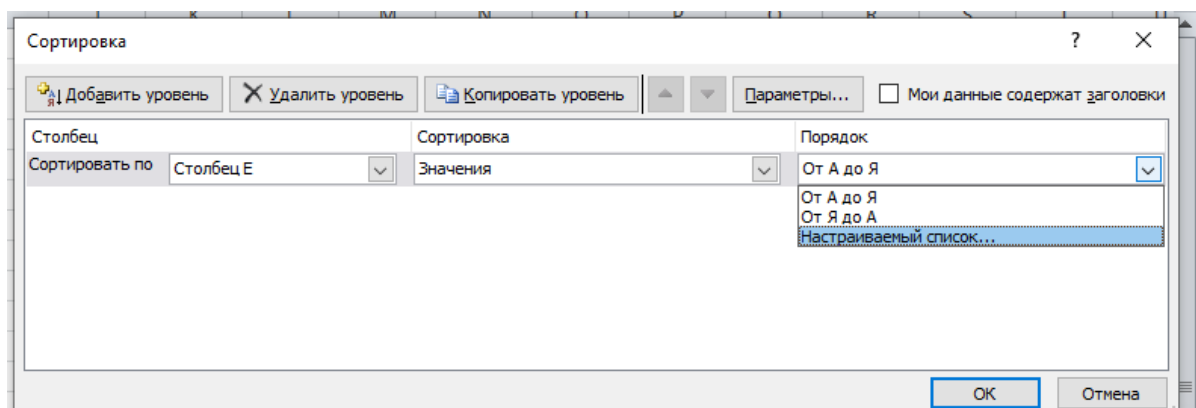 Сортировка ?
Добавить уровень Удалить уровень Копировать уровень Параметры... Мои данные содержат заголовки
Столбец Сортировка Порядок
Сортировать по Столбец E Значения От А до Я
От А до Я
От Я до А
Настраиваемый список...
ОК Отмена